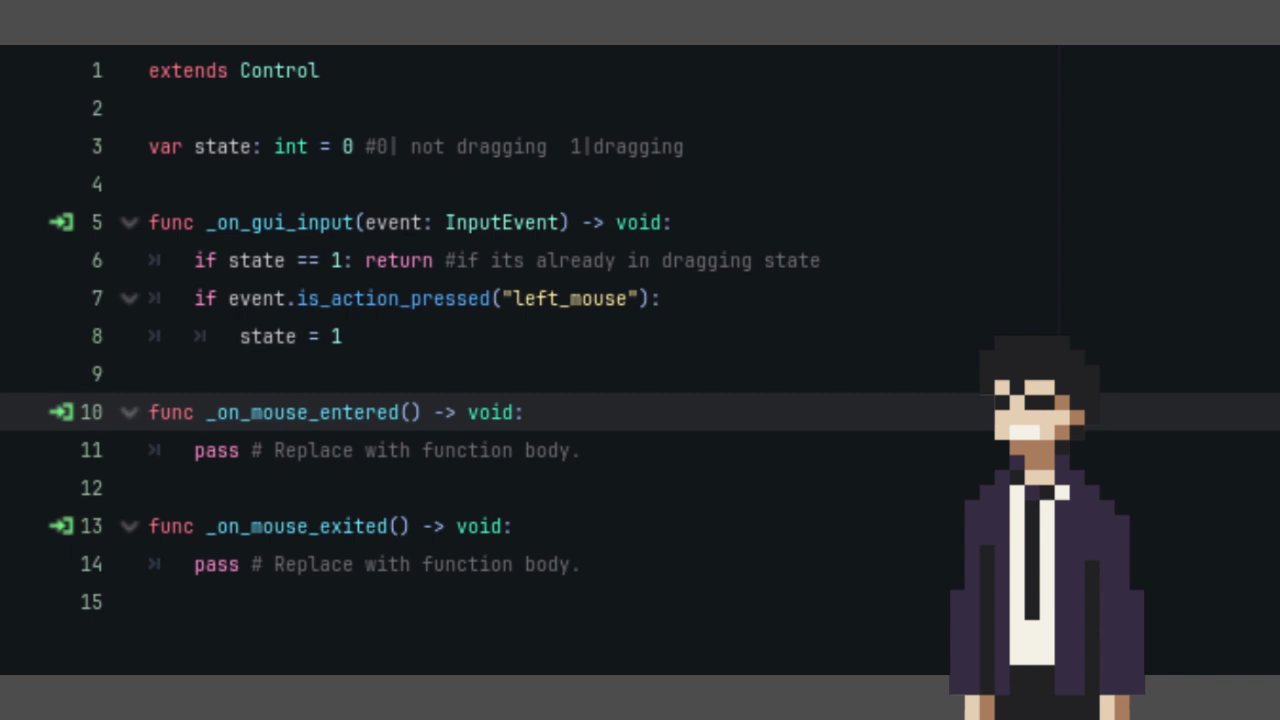 1 extends Control
2
3 var state: int = 0 #0| not dragging  1|dragging
4
5 func _on_gui_input(event: InputEvent) -> void:
6 if state == 1: return #if its already in dragging state
7 if event.is_action_pressed("left_mouse"):
8 state = 1
9
10 func _on_mouse_entered() -> void:
11 pass # Replace with function body.
12
13 func _on_mouse_exited() -> void:
14 pass # Replace with function body.
15